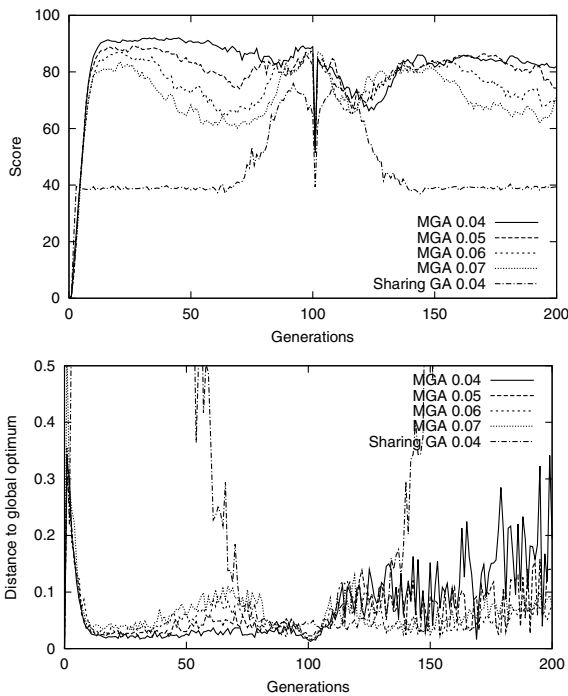 100
80
60
40
20
0
Score
MGA 0.04
MGA 0.05
MGA 0.06
MGA 0.07
Sharing GA 0.04
0 50 100 150 200
Generations
0.5
0.4
0.3
0.2
0.1
0
Distance to global optimum
MGA 0.04
MGA 0.05
MGA 0.06
MGA 0.07
Sharing GA 0.04
0 50 100 150 200
Generations